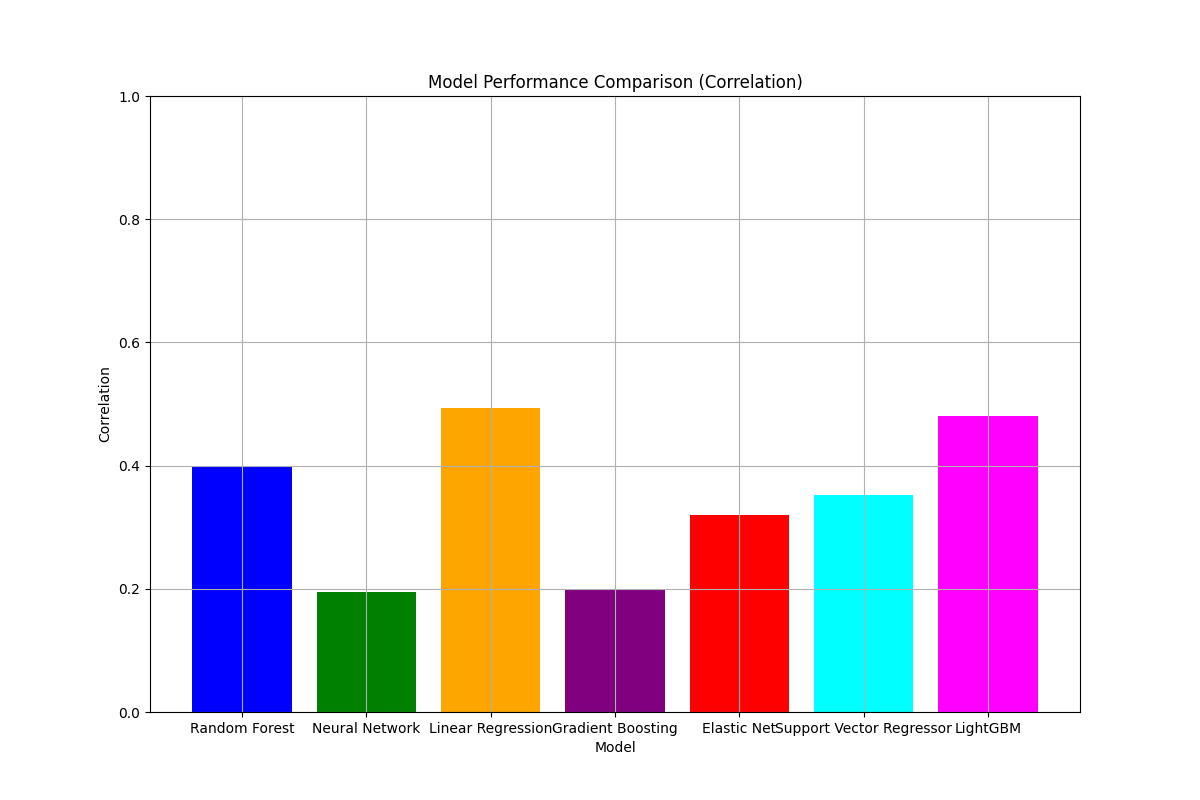 Model Performance Comparison (Correlation)
1.0
0.8
0.6
0.4
0.2
0.0
Correlation
Random Forest Neural Network Linear Regression Gradient Boosting Elastic Net Support Vector Regressor LightGBM
Model